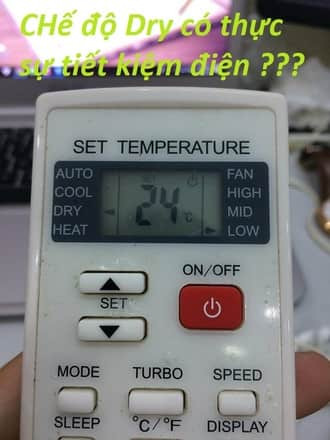 CHế độ Dry có thực
sự tiết kiệm điện ???
SET TEMPERATURE
AUTO
COOL
DRY
HEAT
SET
24
°C
FAN
HIGH
MID
LOW
ON/OFF
SET
MODE
TURBO
SPEED
SLEEP
°C/°F
DISPLAY